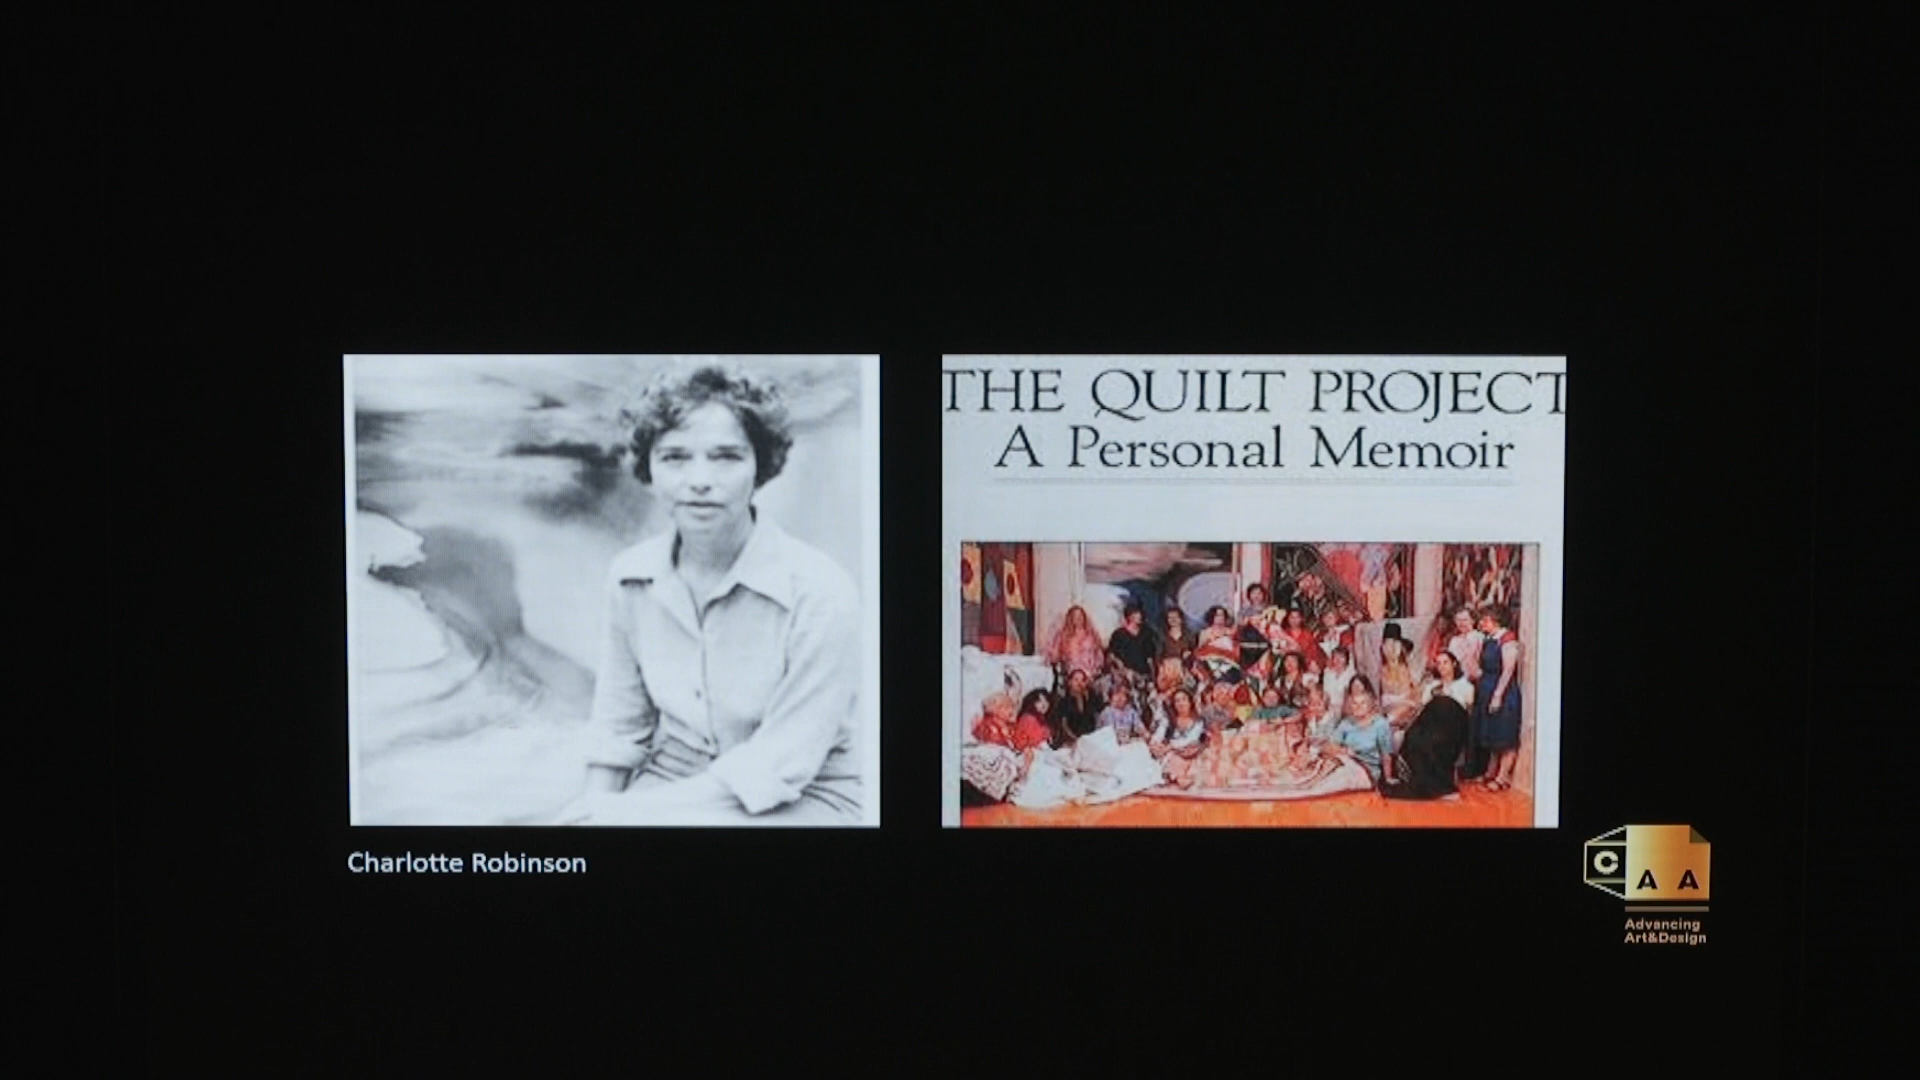 THE QUILT PROJECT
A Personal Memoir
Charlotte Robinson
C
A A
Advancing
Art&Design